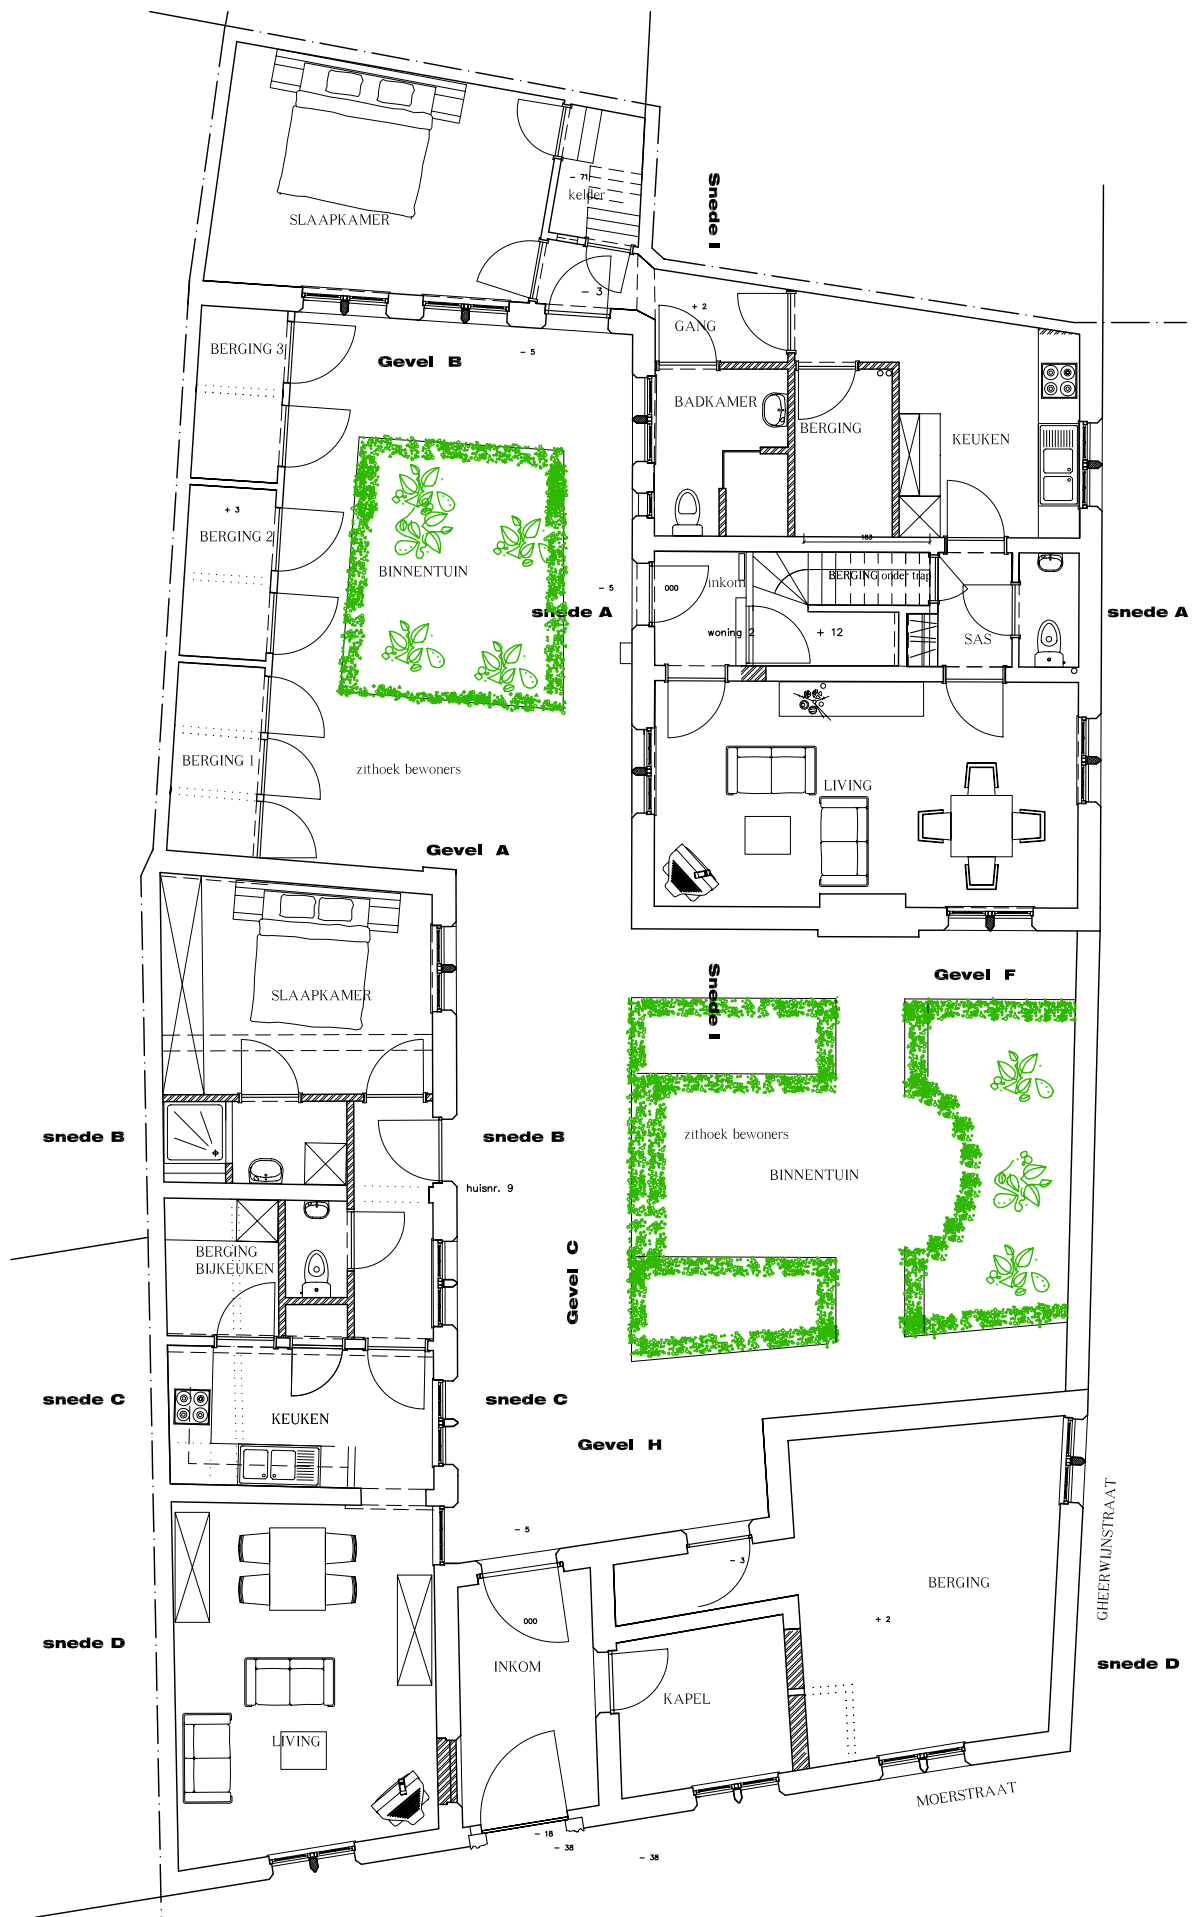 - 71
kelder
SLAAPKAMER
Snede I
- 3
+ 2
GANG
BERGING 3
Gevel B
- 5
BADKAMER
BERGING
KEUKEN
+ 3
BERGING 2
183
BINNENTUIN
inkom
BERGING onder trap
- 5
000
snede A
snede A
woning 2
+ 12
SAS
BERGING 1
zithoek bewoners
LIVING
Gevel A
Snede I
Gevel F
SLAAPKAMER
snede B
snede B
zithoek bewoners
BINNENTUIN
huisnr. 9
BERGING
BIJKEUKEN
Gevel C
snede C
snede C
KEUKEN
Gevel H
GHEERWIJNSTRAAT
- 5
- 3
BERGING
000
+ 2
snede D
INKOM
snede D
KAPEL
LIVING
MOERSTRAAT
- 18
- 38
- 38